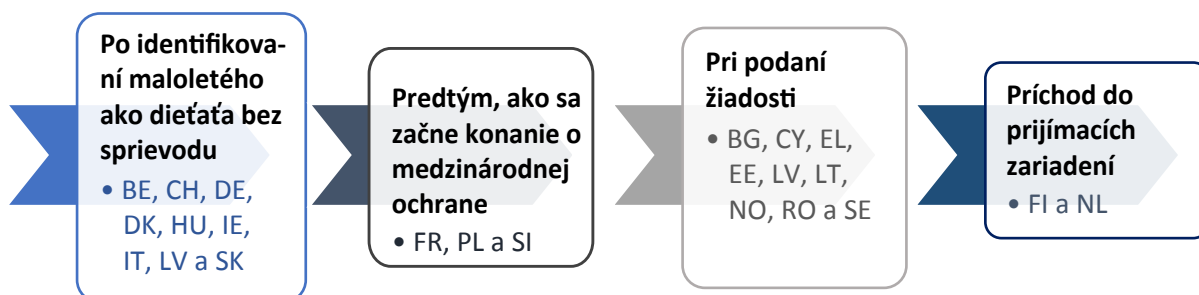 Po identifikova-
ní maloletého
ako dieťaťa bez
sprievodu
• BE, CH, DE,
DK, HU, IE,
IT, LV a SK
Predtým, ako sa
začne konanie o
medzinárodnej
ochrane
• FR, PL a SI
Pri podaní
žiadosti
• BG, CY, EL,
EE, LV, LT,
NO, RO a SE
Príchod do
prijímacích
zariadení
• FI a NL